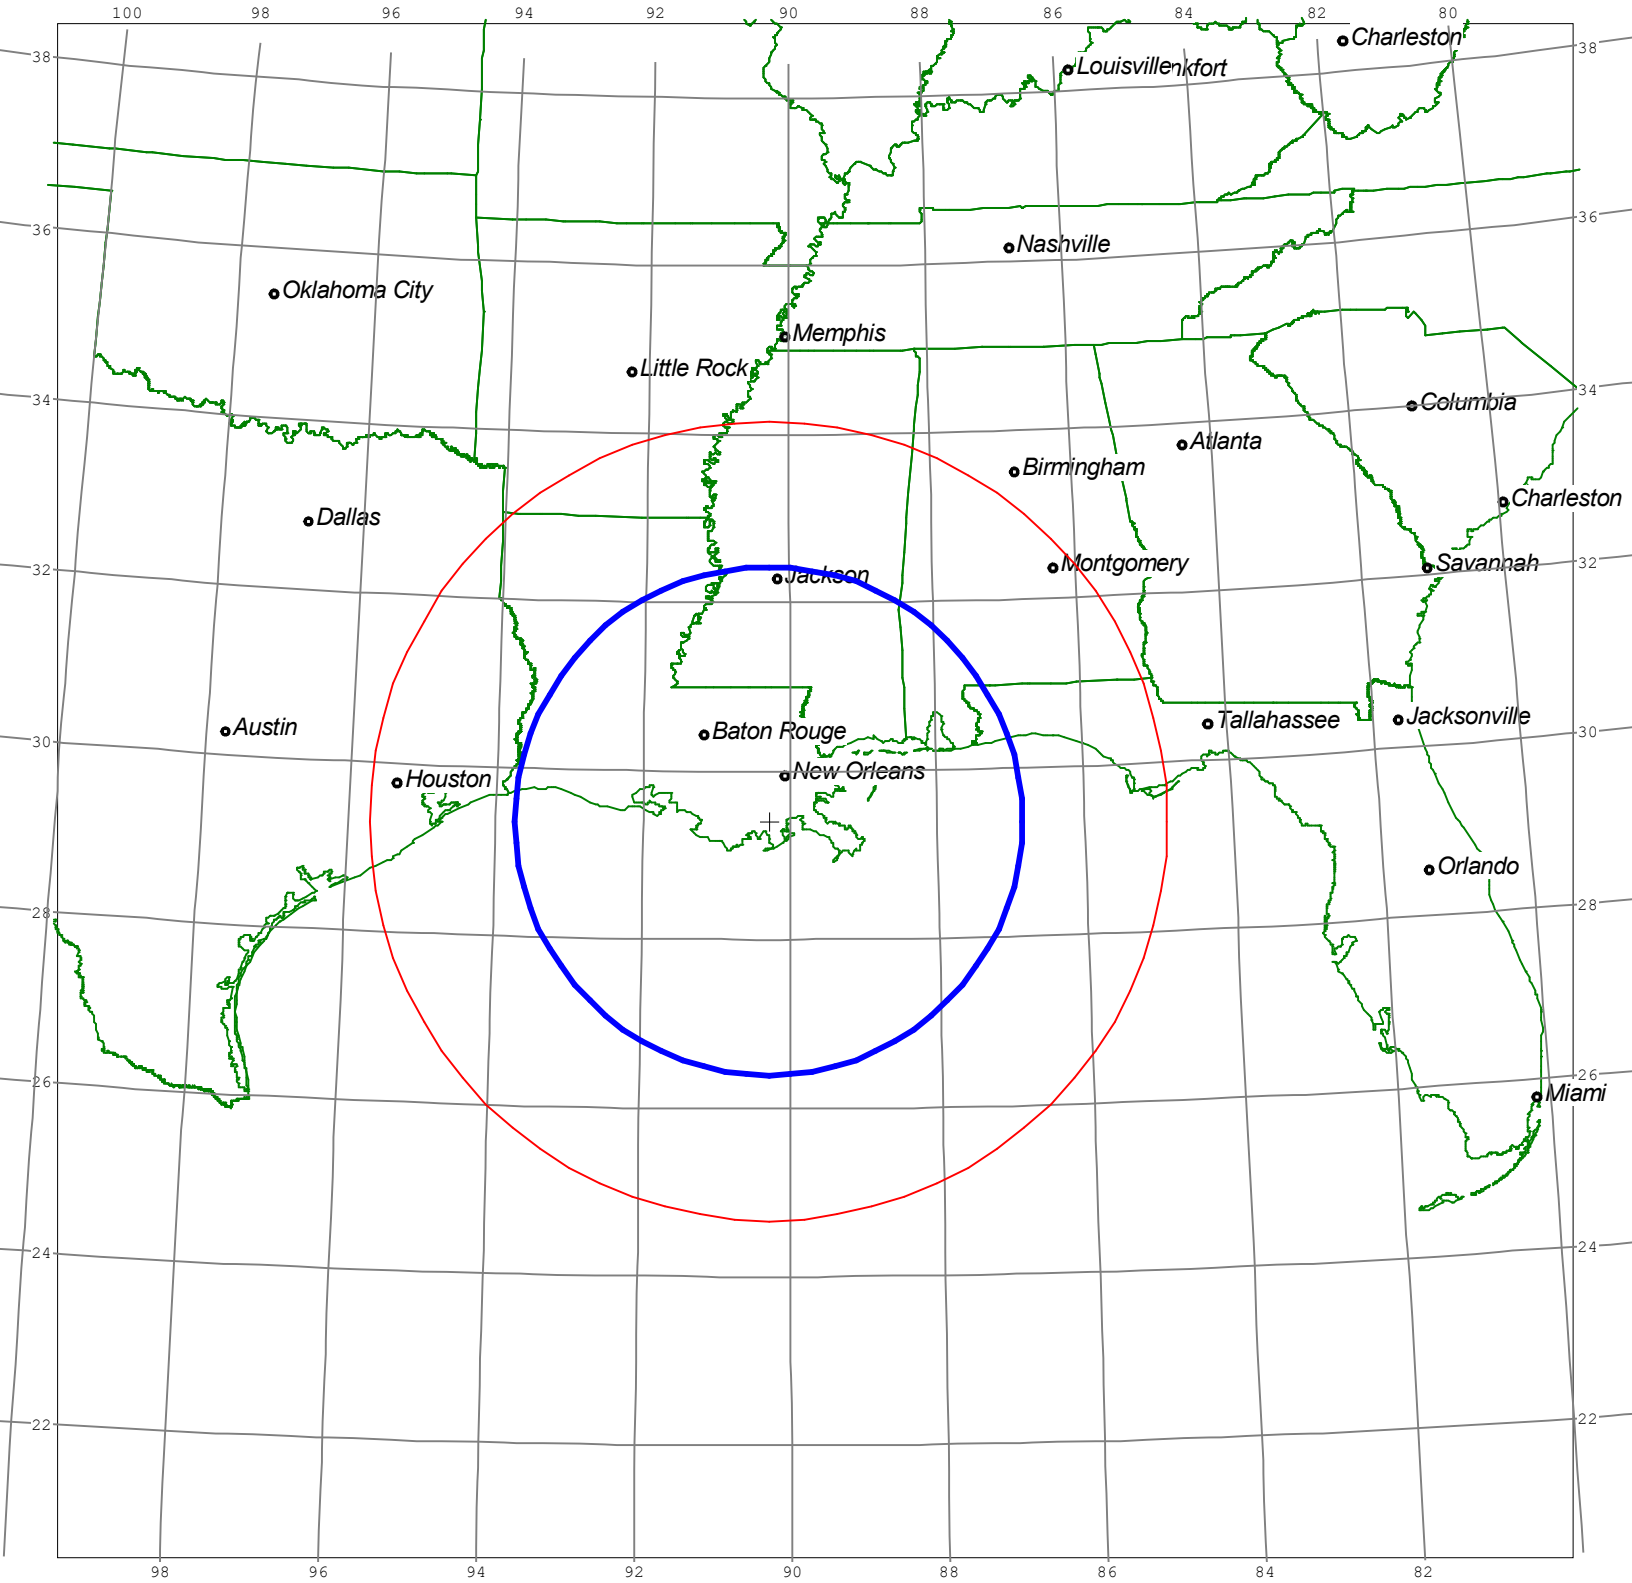 100 98 96 94 92 90 88 86 84 82 80
Charleston
38 38
Louisville nkfort
36 36
Nashville
Oklahoma City
Memphis
Little Rock
34 34
Columbia
Atlanta
Birmingham
Charleston
Dallas
32 Montgomery Savannah 32
Jackson
Jacksonville
Tallahassee
Austin Baton Rouge
30 30
New Orleans
Houston
Orlando
28 28
26 26
Miami
24 24
22 22
98 96 94 92 90 88 86 84 82